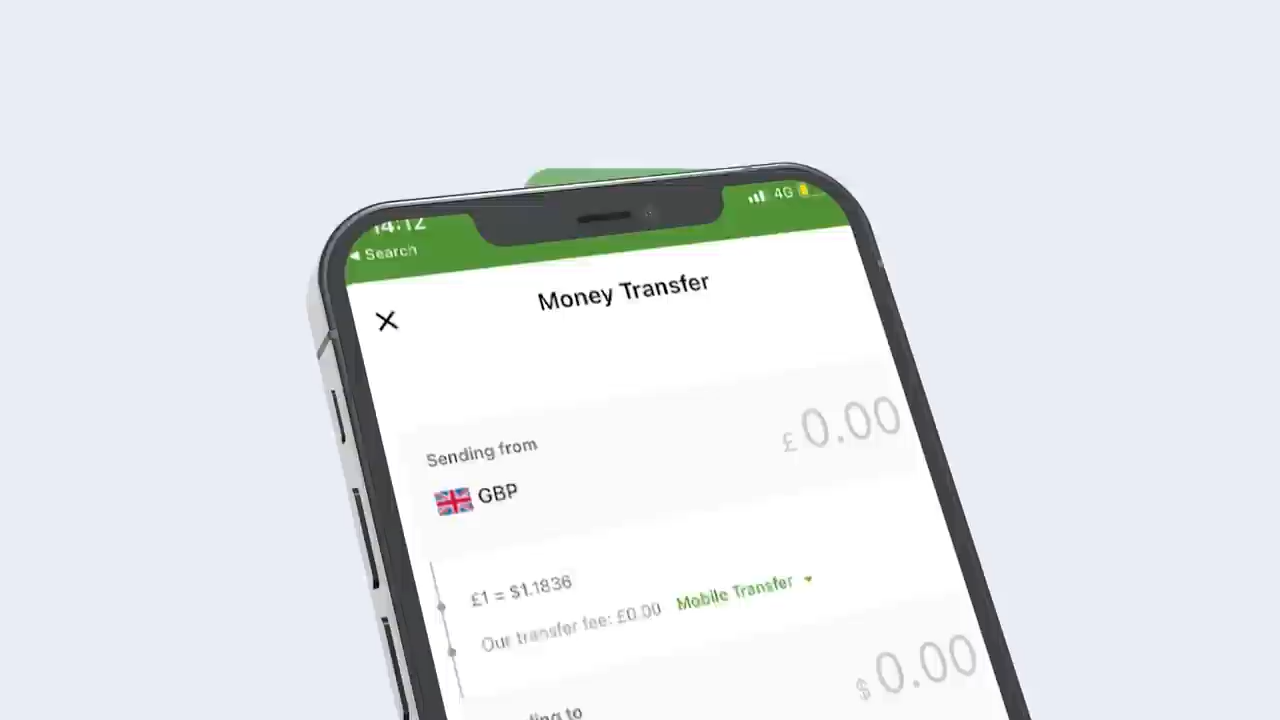 14:12
4G
◀ Search
Money Transfer
Sending from
£ 0.00
GBP
£1 = $1.1836
Our transfer fee: £0.00 Mobile Transfer
$ 0.00
to